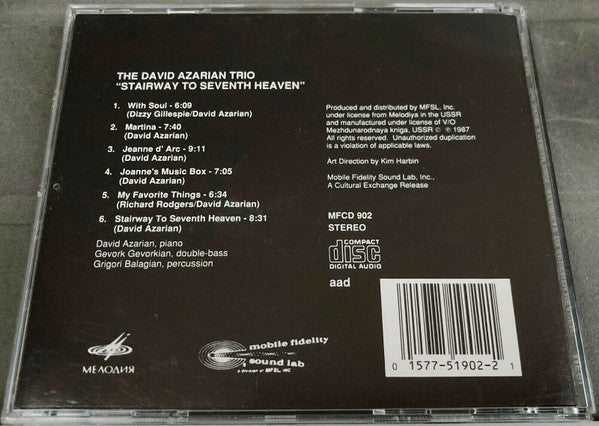 THE DAVID AZARIAN TRIO
"STAIRWAY TO SEVENTH HEAVEN"
1. With Soul - 6:09
(Dizzy Gillespie/David Azarian)
2. Martina - 7:40
(David Azarian)
3. Jeanne d' Arc - 9:11
(David Azarian)
4. Joanne's Music Box - 7:05
(David Azarian)
5. My Favorite Things - 6:34
(Richard Rodgers/David Azarian)
6. Stairway To Seventh Heaven - 8:31
(David Azarian)
David Azarian, piano
Gevork Gevorkian, double-bass
Grigori Balagian, percussion
Produced and distributed by MFSL, Inc.
under license from Melodiya in the USSR
and manufactured under license of V/O
Mezhdunarodnaya kniga, USSR © ℗ 1987
All rights reserved. Unauthorized duplication
is a violation of applicable laws.
Art Direction by Kim Harbin
Mobile Fidelity Sound Lab, Inc.,
A Cultural Exchange Release
MFCD 902
STEREO
COMPACT
disc
DIGITAL AUDIO
aad
МЕЛОДИЯ
mobile fidelity
sound lab
a division of MFSL, INC
0 1577-51902-2 1